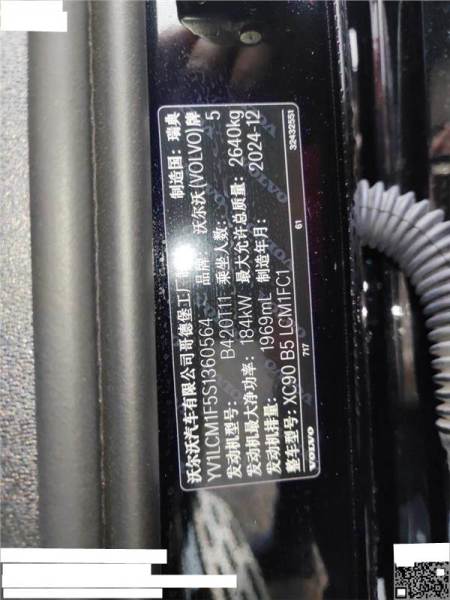 沃尔沃汽车有限公司哥德堡工厂 制造国：瑞典
YV1LCM1F5S1360564 品牌：沃尔沃(VOLVO)牌
发动机型号： B420T11 乘坐人数： 5
发动机最大净功率： 184kW 最大允许总质量： 2640kg
发动机排量： 1969mL 制造年月： 2024-12
整车型号： XC90 B5 LCM1FC1
VOLVO 717 61 32432551